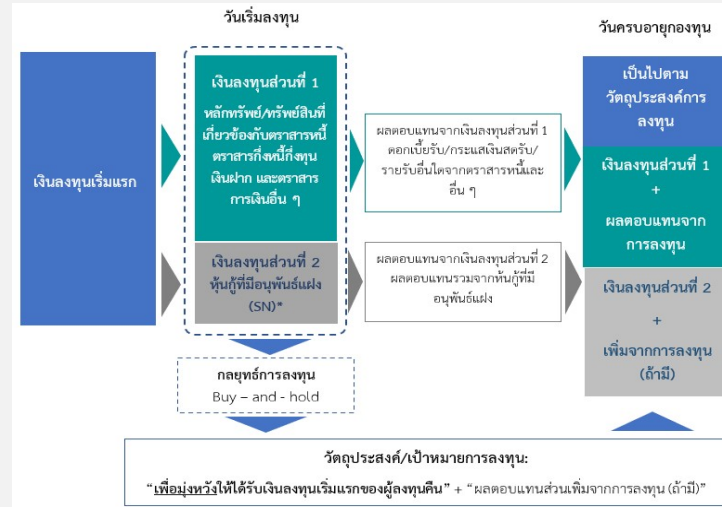 วันเริ่มลงทุน
วันครบอายุกองทุน
เงินลงทุนเริ่มแรก
เงินลงทุนส่วนที่ 1
หลักทรัพย์/ทรัพย์สินที่
เกี่ยวข้องกับตราสารหนี้
ตราสารกึ่งหนี้กึ่งทุน
เงินฝาก และตราสาร
การเงินอื่น ๆ
เงินลงทุนส่วนที่ 2
หุ้นกู้ที่มีอนุพันธ์แฝง
(SN)*
ผลตอบแทนจากเงินลงทุนส่วนที่ 1
ดอกเบี้ยรับ/กระแสเงินสดรับ/
รายรับอื่นใดจากตราสารหนี้และ
อื่น ๆ
ผลตอบแทนจากเงินลงทุนส่วนที่ 2
ผลตอบแทนรวมจากหุ้นกู้ที่มี
อนุพันธ์แฝง
เป็นไปตาม
วัตถุประสงค์การ
ลงทุน
เงินลงทุนส่วนที่ 1
+
ผลตอบแทนจาก
การลงทุน
เงินลงทุนส่วนที่ 2
+
เพิ่มจากการลงทุน
(ถ้ามี)
กลยุทธ์การลงทุน
Buy – and - hold
วัตถุประสงค์/เป้าหมายการลงทุน:
“เพื่อมุ่งหวังให้ได้รับเงินลงทุนเริ่มแรกของผู้ลงทุนคืน” + “ผลตอบแทนส่วนเพิ่มจากการลงทุน (ถ้ามี)”